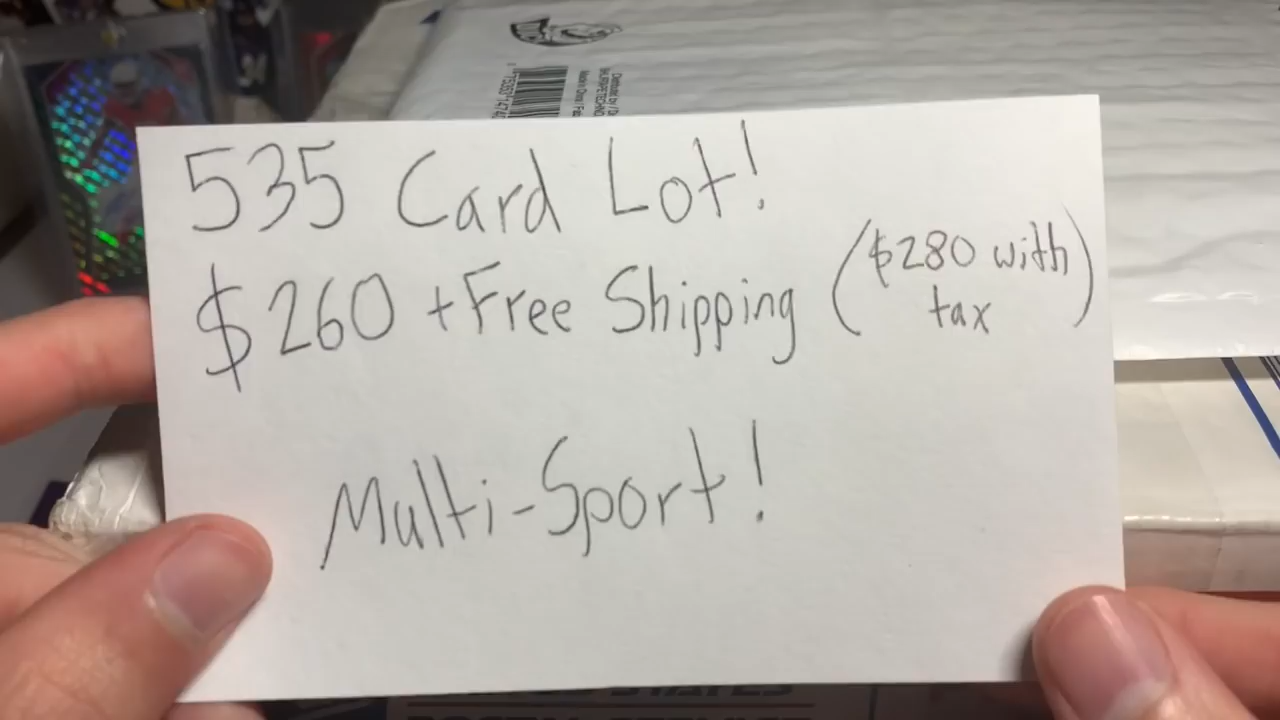 535 Card Lot!
$260 + Free Shipping ($280 with tax)
Multi-Sport!